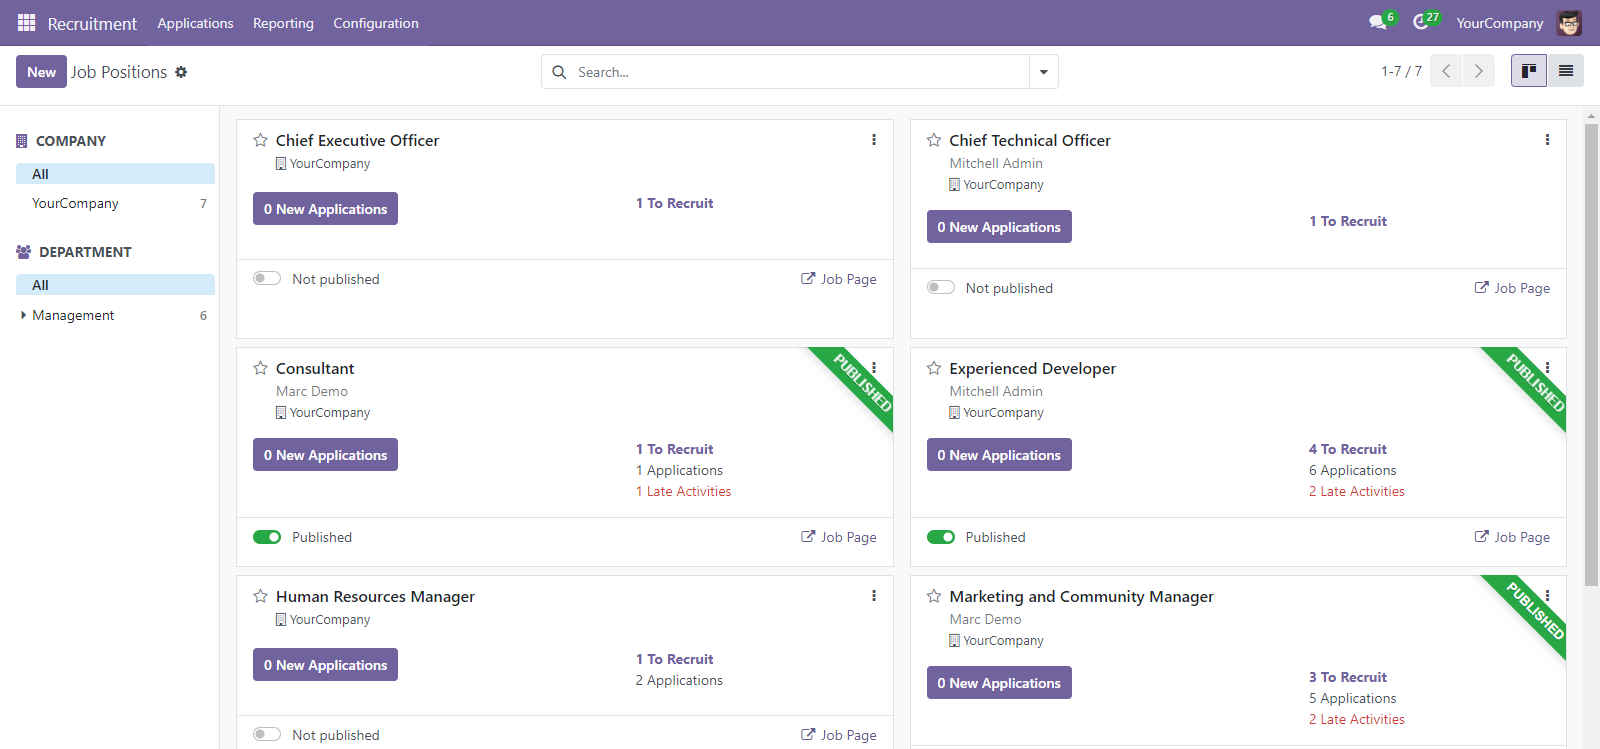 Recruitment Applications Reporting Configuration 6 27 YourCompany
New Job Positions Search... 1-7 / 7
COMPANY
All
YourCompany 7
DEPARTMENT
All
Management 6
Chief Executive Officer
YourCompany
0 New Applications 1 To Recruit
Not published Job Page
Chief Technical Officer
Mitchell Admin
YourCompany
0 New Applications 1 To Recruit
Not published Job Page
Consultant PUBLISHED
Marc Demo
YourCompany
0 New Applications 1 To Recruit
1 Applications
1 Late Activities
Published Job Page
Experienced Developer PUBLISHED
Mitchell Admin
YourCompany
0 New Applications 4 To Recruit
6 Applications
2 Late Activities
Published Job Page
Human Resources Manager
YourCompany
0 New Applications 1 To Recruit
2 Applications
Not published Job Page
Marketing and Community Manager PUBLISHED
Marc Demo
YourCompany
0 New Applications 3 To Recruit
5 Applications
2 Late Activities